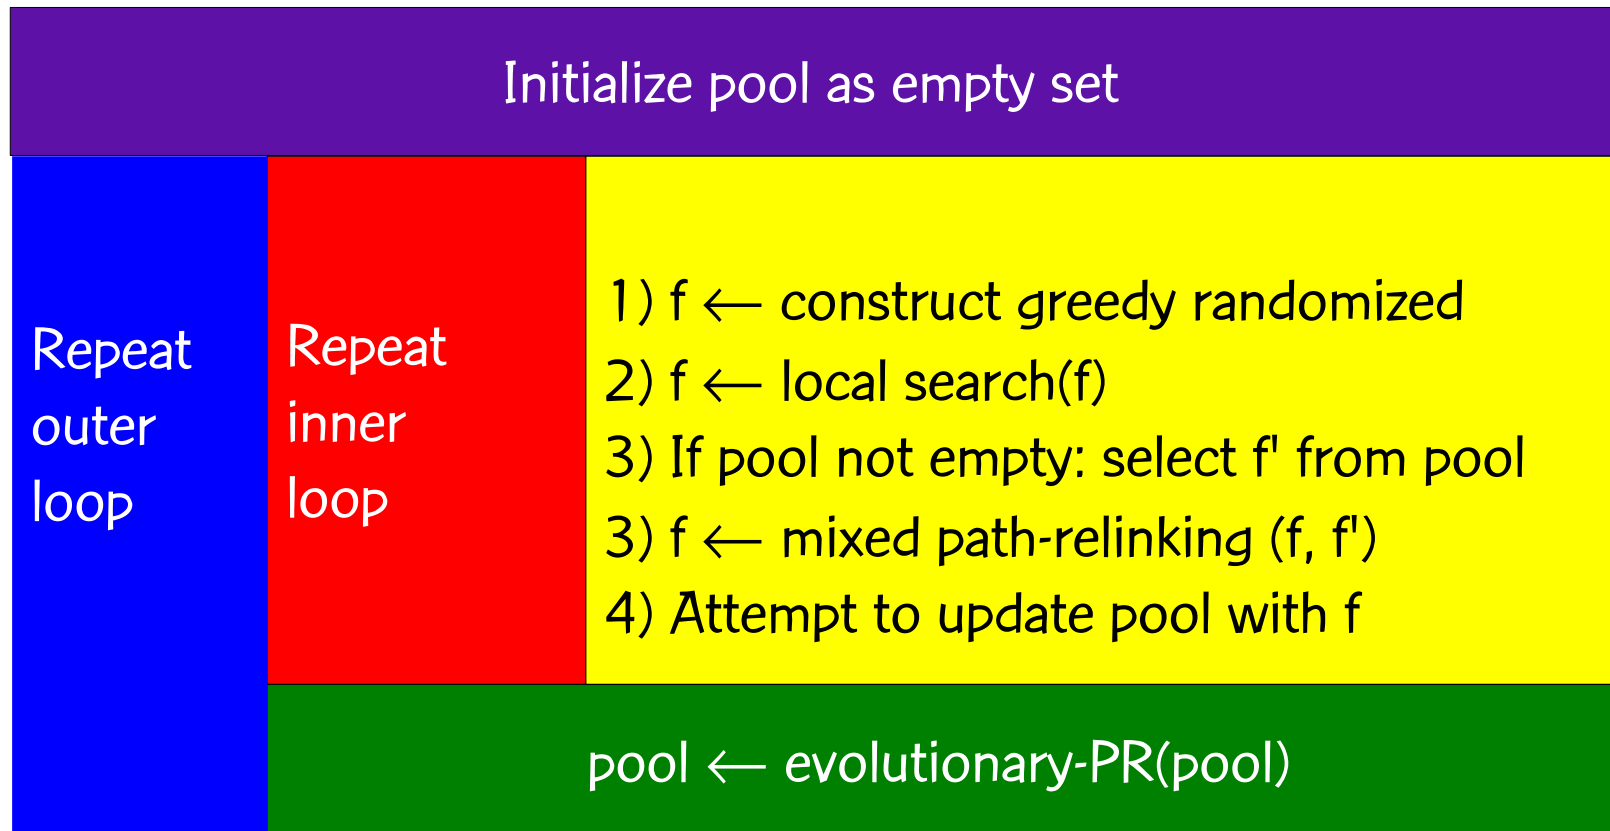 Initialize pool as empty set
Repeat
outer
loop
Repeat
inner
loop
1) f ← construct greedy randomized
2) f ← local search(f)
3) If pool not empty: select f' from pool
3) f ← mixed path-relinking (f, f')
4) Attempt to update pool with f
pool ← evolutionary-PR(pool)